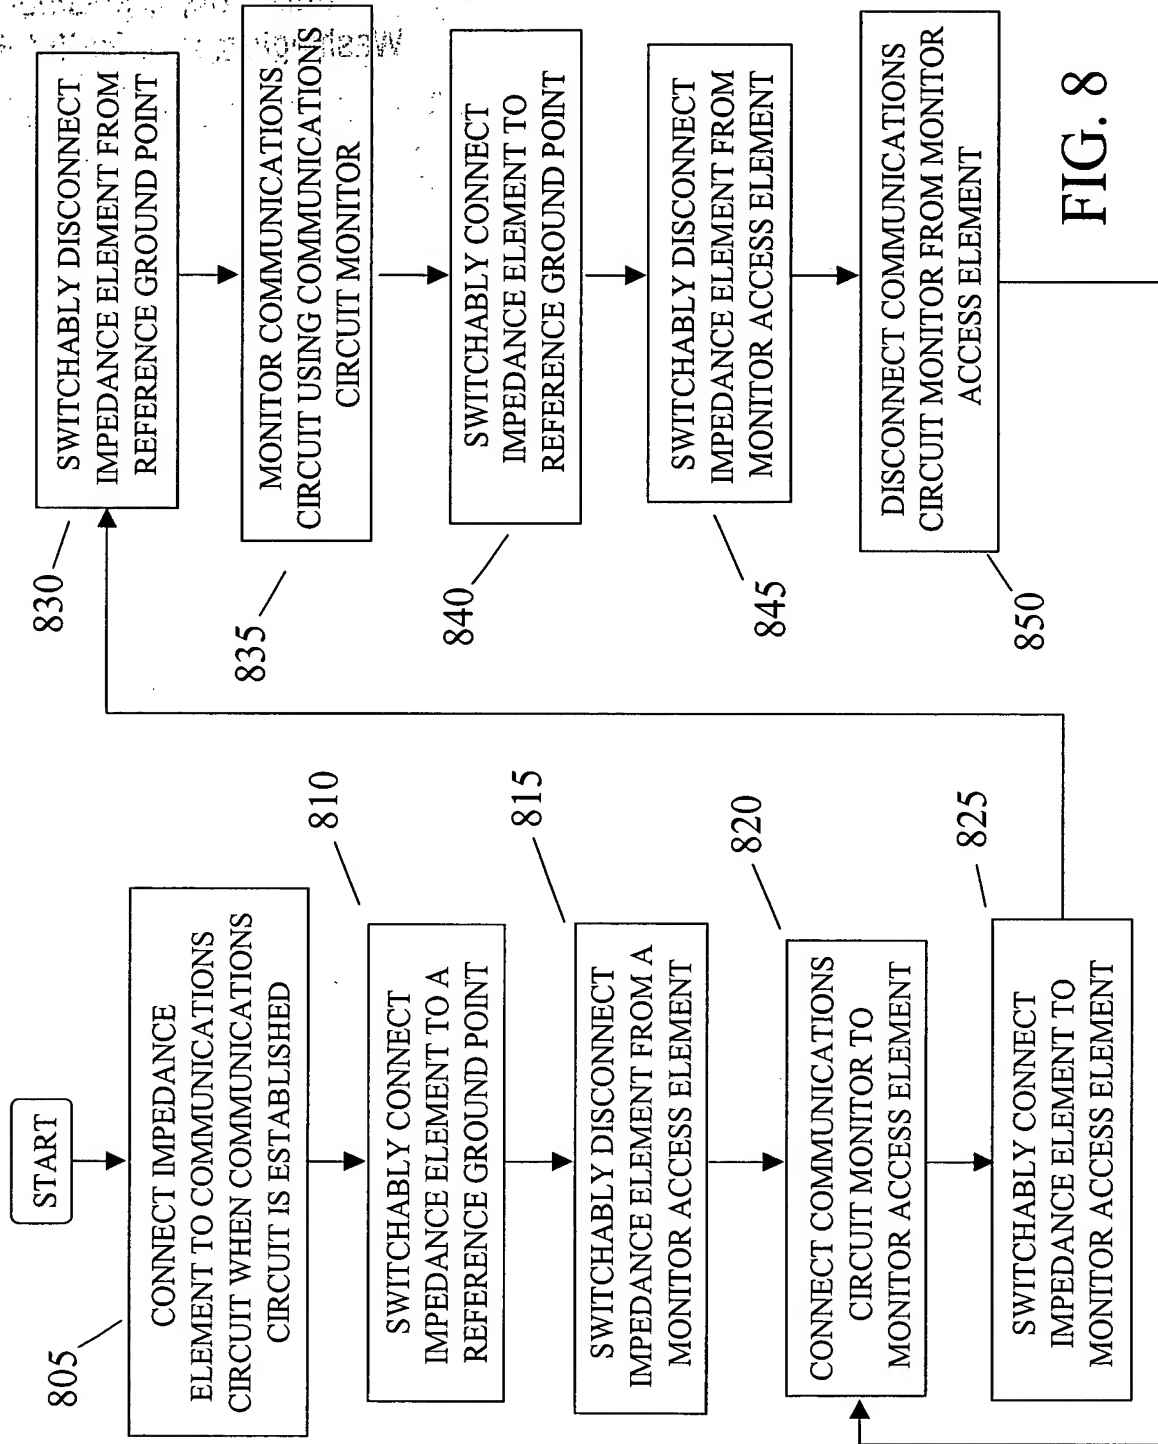 START
805
CONNECT IMPEDANCE
ELEMENT TO COMMUNICATIONS
CIRCUIT WHEN COMMUNICATIONS
CIRCUIT IS ESTABLISHED
810
SWITCHABLY CONNECT
IMPEDANCE ELEMENT TO A
REFERENCE GROUND POINT
815
SWITCHABLY DISCONNECT
IMPEDANCE ELEMENT FROM A
MONITOR ACCESS ELEMENT
820
CONNECT COMMUNICATIONS
CIRCUIT MONITOR TO
MONITOR ACCESS ELEMENT
825
SWITCHABLY CONNECT
IMPEDANCE ELEMENT TO
MONITOR ACCESS ELEMENT
830
SWITCHABLY DISCONNECT
IMPEDANCE ELEMENT FROM
REFERENCE GROUND POINT
835
MONITOR COMMUNICATIONS
CIRCUIT USING COMMUNICATIONS
CIRCUIT MONITOR
840
SWITCHABLY CONNECT
IMPEDANCE ELEMENT TO
REFERENCE GROUND POINT
845
SWITCHABLY DISCONNECT
IMPEDANCE ELEMENT FROM
MONITOR ACCESS ELEMENT
850
DISCONNECT COMMUNICATIONS
CIRCUIT MONITOR FROM MONITOR
ACCESS ELEMENT
FIG. 8